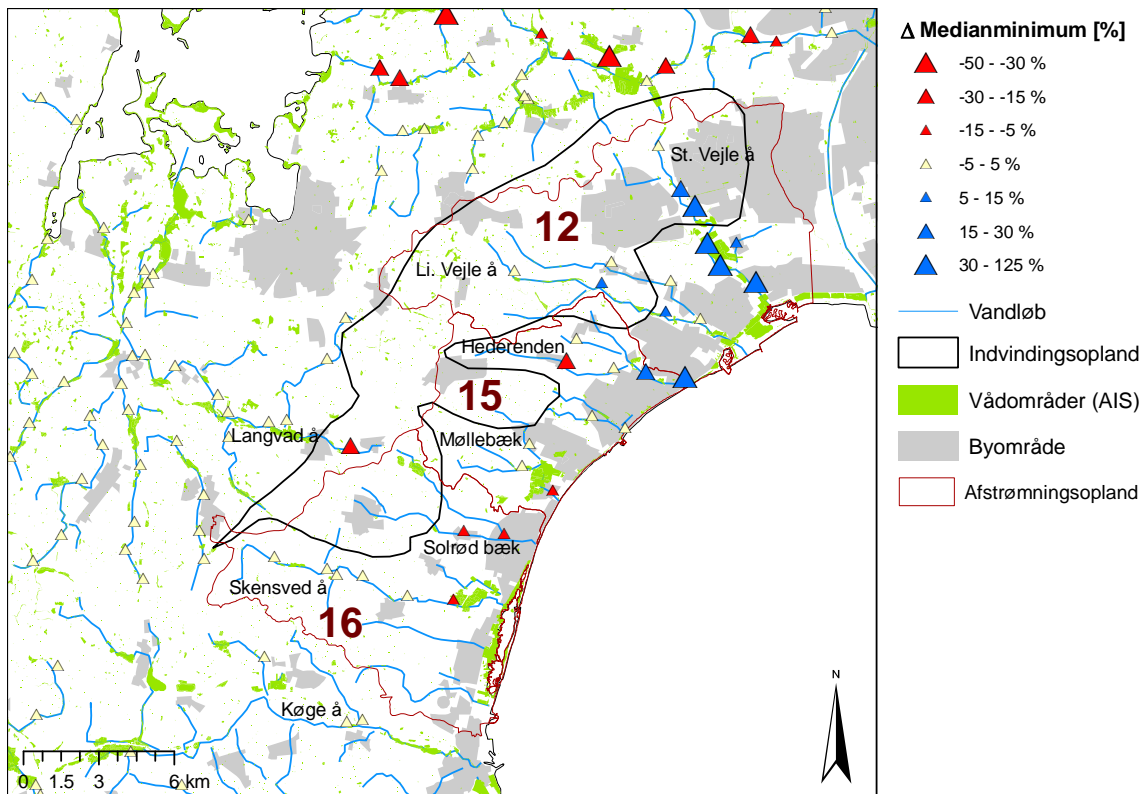 St. Vejle å
12
Li. Vejle å
Hederenden
15
Langvad å
Møllebæk
Solrød bæk
Skensved å
16
Køge å
0 1.5 3 6 km
N
Δ Medianminimum [%]
-50 - -30 %
-30 - -15 %
-15 - -5 %
-5 - 5 %
5 - 15 %
15 - 30 %
30 - 125 %
Vandløb
Indvindingsopland
Vådområder (AIS)
Byområde
Afstrømningsopland